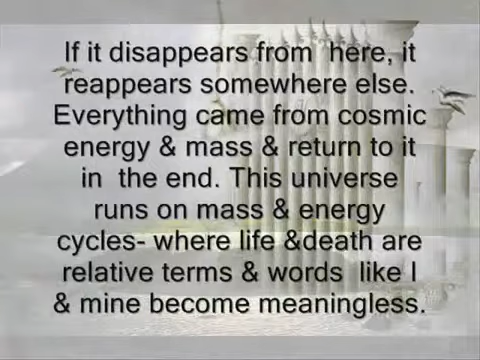 If it disappears from  here, it
reappears somewhere else.
Everything came from cosmic
energy & mass & return to it
in  the end. This universe
runs on mass & energy
cycles- where life &death are
relative terms & words  like I
& mine become meaningless.